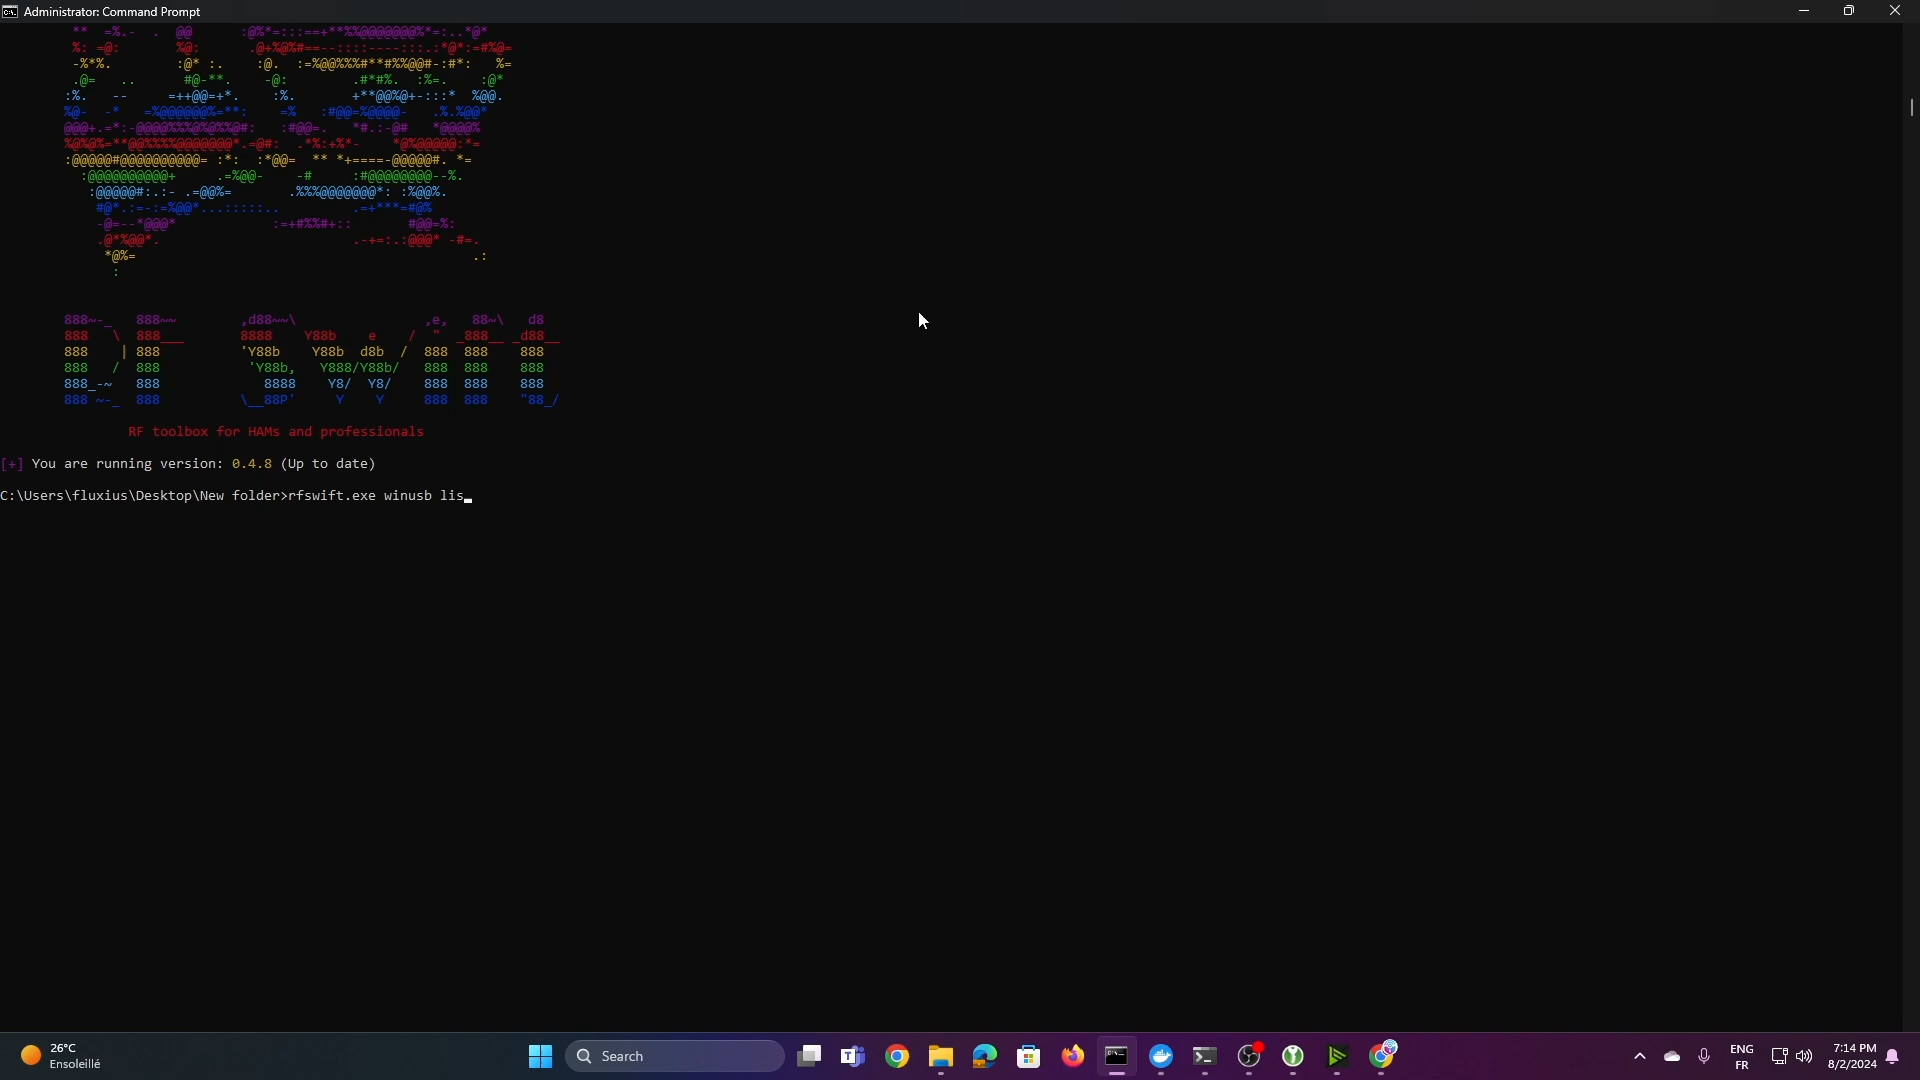 Administrator: Command Prompt
RF toolbox for HAMs and professionals
[+] You are running version: 0.4.8 (Up to date)
C:\Users\fluxius\Desktop\New folder>rfswift.exe winusb lis
26°C
Ensoleillé
Search
ENG
FR
7:14 PM
8/2/2024